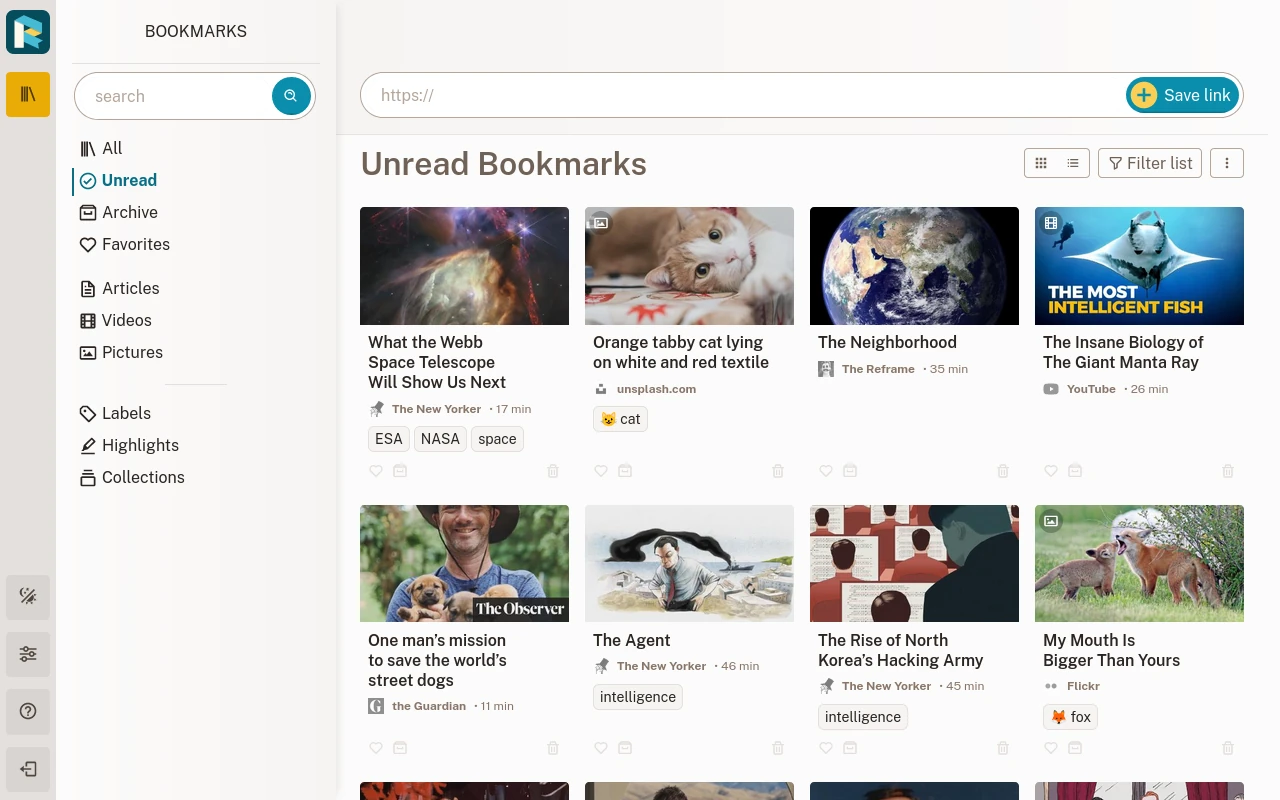 BOOKMARKS
search
All
Unread
Archive
Favorites
Articles
Videos
Pictures
Labels
Highlights
Collections
https://
Save link
Unread Bookmarks
Filter list
What the Webb
Space Telescope
Will Show Us Next
The New Yorker · 17 min
ESA NASA space
Orange tabby cat lying
on white and red textile
unsplash.com
😺 cat
The Neighborhood
The Reframe · 35 min
THE MOST
INTELLIGENT FISH
The Insane Biology of
The Giant Manta Ray
YouTube · 26 min
The Observer
One man’s mission
to save the world’s
street dogs
the Guardian · 11 min
The Agent
The New Yorker · 46 min
intelligence
The Rise of North
Korea’s Hacking Army
The New Yorker · 45 min
intelligence
My Mouth Is
Bigger Than Yours
Flickr
🦊 fox